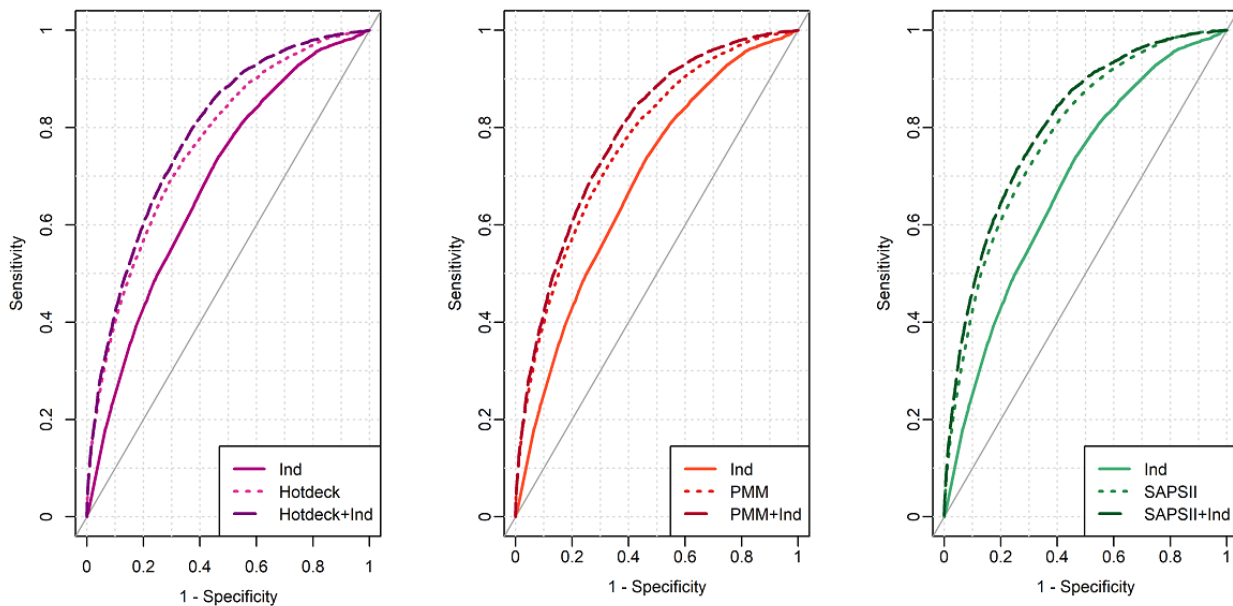 1
0.8
0.6
0.4
0.2
0
Sensitivity
Ind
Hotdeck
Hotdeck+Ind
0 0.2 0.4 0.6 0.8 1
1 - Specificity
1
0.8
0.6
0.4
0.2
0
Sensitivity
Ind
PMM
PMM+Ind
0 0.2 0.4 0.6 0.8 1
1 - Specificity
1
0.8
0.6
0.4
0.2
0
Sensitivity
Ind
SAPSII
SAPSII+Ind
0 0.2 0.4 0.6 0.8 1
1 - Specificity